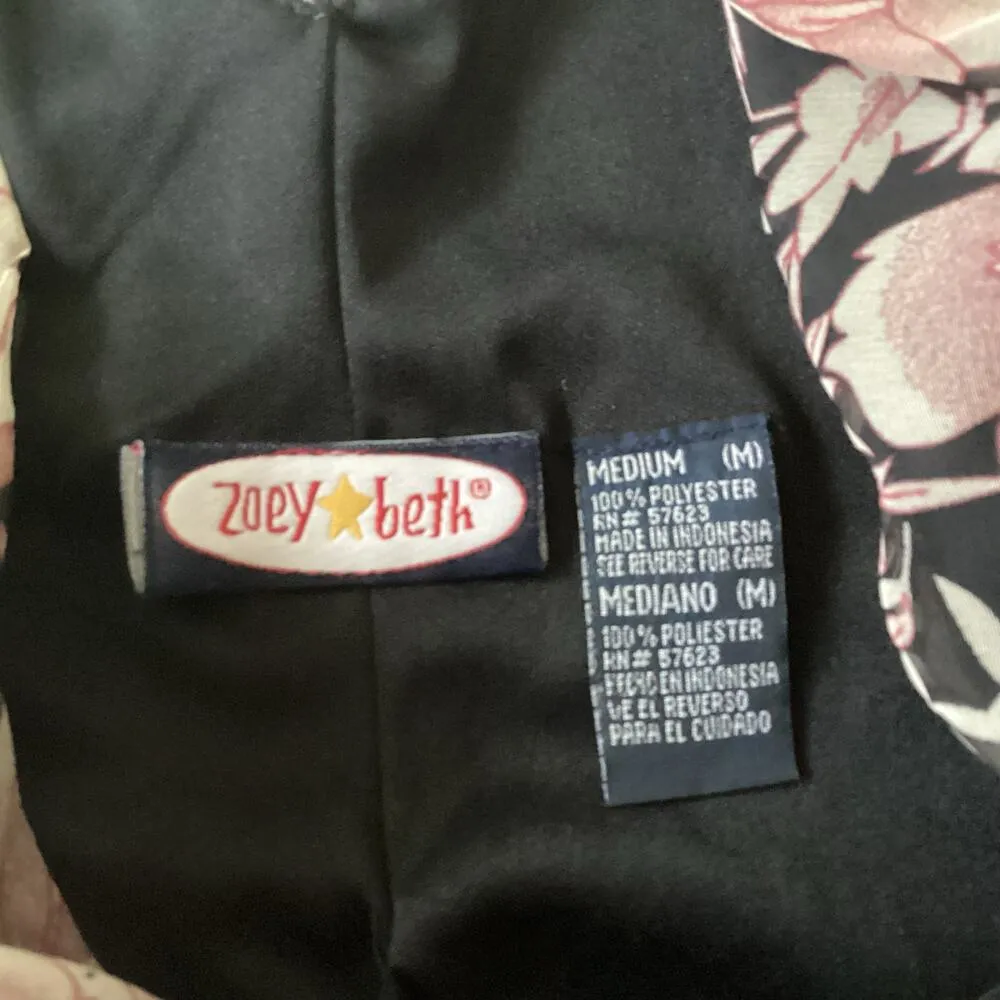 zoey beth®
MEDIUM (M)
100% POLYESTER
RN# 57623
MADE IN INDONESIA
SEE REVERSE FOR CARE
MEDIANO (M)
100% POLIESTER
RN# 57623
HECHO EN INDONESIA
VE EL REVERSO
PARA EL CUIDADO